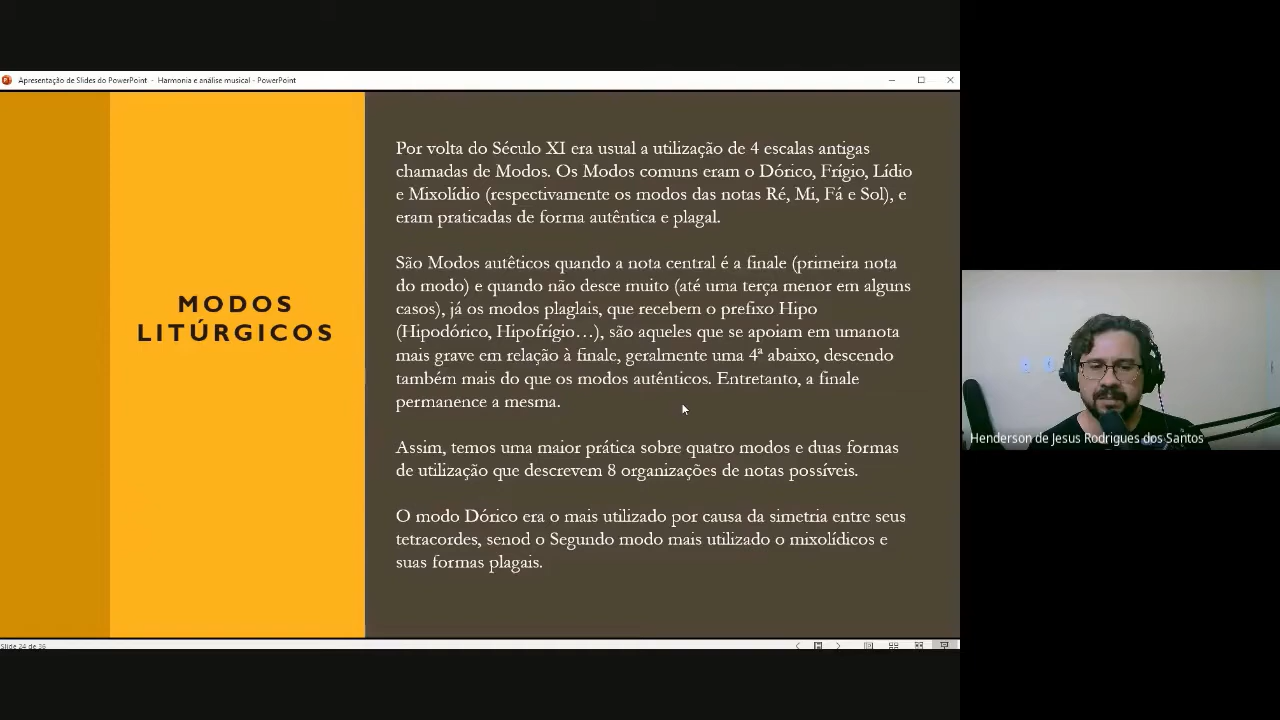 Apresentação de Slides do PowerPoint - Harmonia e análise musical - PowerPoint
MODOS
LITÚRGICOS
Por volta do Século XI era usual a utilização de 4 escalas antigas
chamadas de Modos. Os Modos comuns eram o Dórico, Frígio, Lídio
e Mixolídio (respectivamente os modos das notas Ré, Mi, Fá e Sol), e
eram praticadas de forma autêntica e plagal.
São Modos autêticos quando a nota central é a finale (primeira nota
do modo) e quando não desce muito (até uma terça menor em alguns
casos), já os modos plaglais, que recebem o prefixo Hipo
(Hipodórico, Hipofrígio…), são aqueles que se apoiam em umanota
mais grave em relação à finale, geralmente uma 4ª abaixo, descendo
também mais do que os modos autênticos. Entretanto, a finale
permanence a mesma.
Assim, temos uma maior prática sobre quatro modos e duas formas
de utilização que descrevem 8 organizações de notas possíveis.
O modo Dórico era o mais utilizado por causa da simetria entre seus
tetracordes, senod o Segundo modo mais utilizado o mixolídicos e
suas formas plagais.
Slide 24 de 36
Henderson de Jesus Rodrigues dos Santos